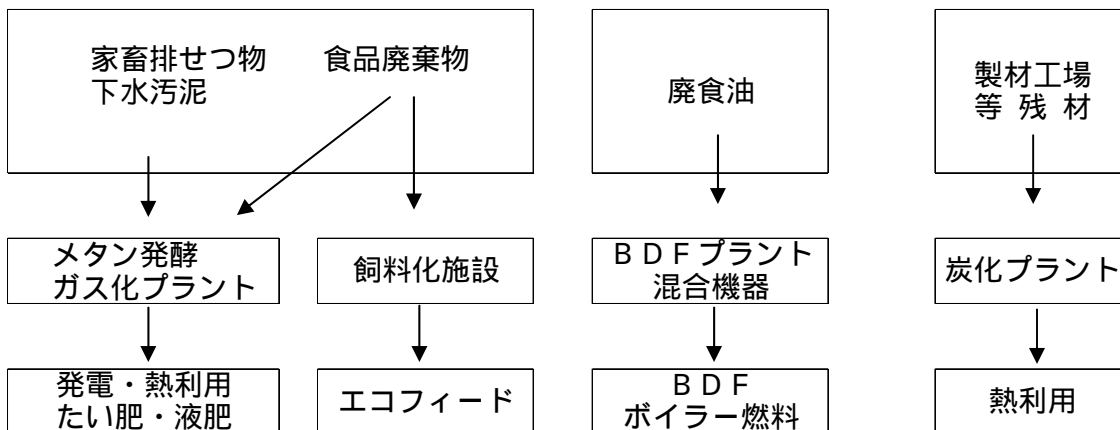 家畜排せつ物
下水汚泥
食品廃棄物
廃食油
製材工場
等 残 材
メタン発酵
ガス化プラント
飼料化施設
ＢＤＦプラント
混合機器
炭化プラント
発電・熱利用
たい肥・液肥
エコフィード
ＢＤＦ
ボイラー燃料
熱利用